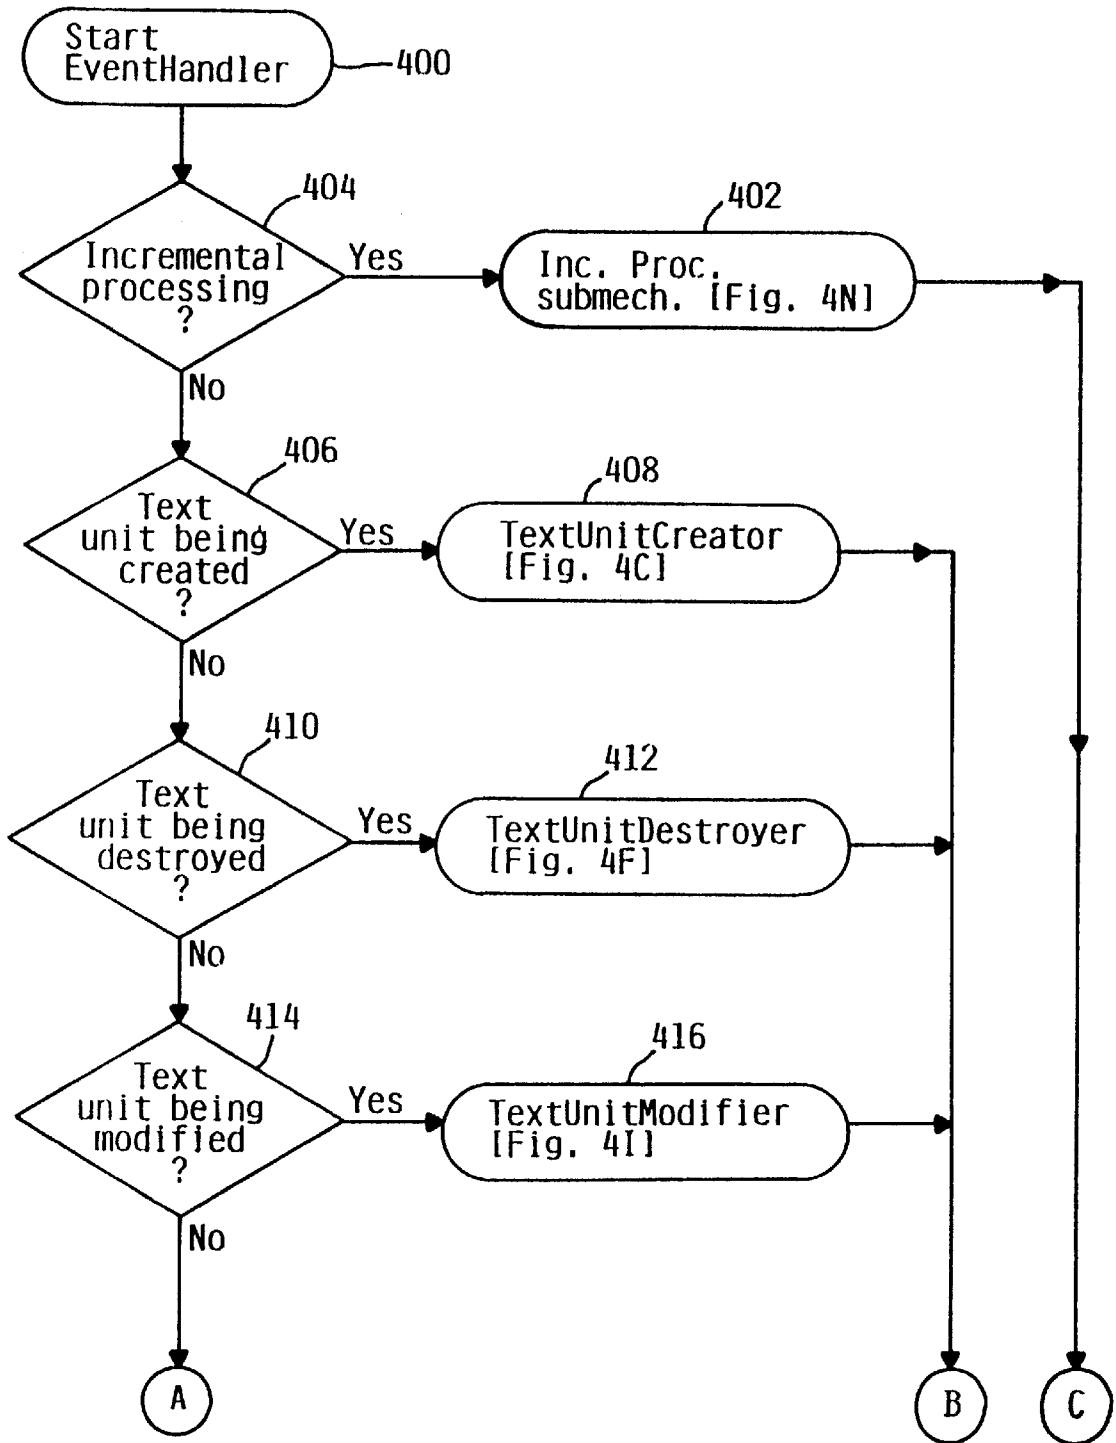 Start
EventHandler
400
404
Incremental
processing
?
Yes
402
Inc. Proc.
submech. [Fig. 4N]
No
406
Text
unit being
created
?
Yes
408
TextUnitCreator
[Fig. 4C]
No
410
Text
unit being
destroyed
?
Yes
412
TextUnitDestroyer
[Fig. 4F]
No
414
Text
unit being
modified
?
Yes
416
TextUnitModifier
[Fig. 4I]
No
A
B
C